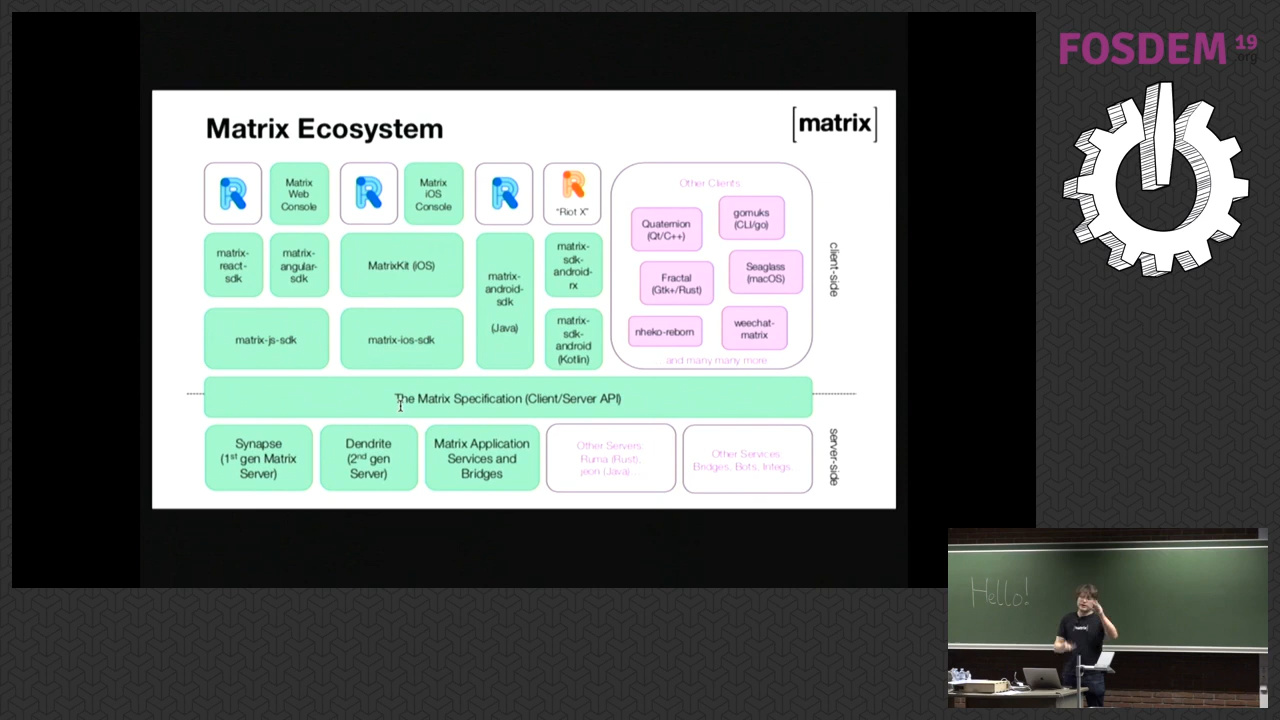 FOSDEM 19
.org
Matrix Ecosystem
[matrix]
Matrix
Web
Console
Matrix
iOS
Console
"Riot X"
Other Clients:
Quaternion
(Qt/C++)
gomuks
(CLI/go)
Fractal
(Gtk+/Rust)
Seaglass
(macOS)
nheko-reborn
weechat-
matrix
... and many many more
client-side
matrix-
react-
sdk
matrix-
angular-
sdk
MatrixKit (iOS)
matrix-
android-
sdk
(Java)
matrix-
sdk-
android-
rx
matrix-js-sdk
matrix-ios-sdk
matrix-
sdk-
android
(Kotlin)
The Matrix Specification (Client/Server API)
Synapse
(1st gen Matrix
Server)
Dendrite
(2nd gen
Server)
Matrix Application
Services and
Bridges
Other Servers:
Ruma (Rust),
jeon (Java)...
Other Services
Bridges, Bots, Integs...
server-side
Hello!
[matrix]